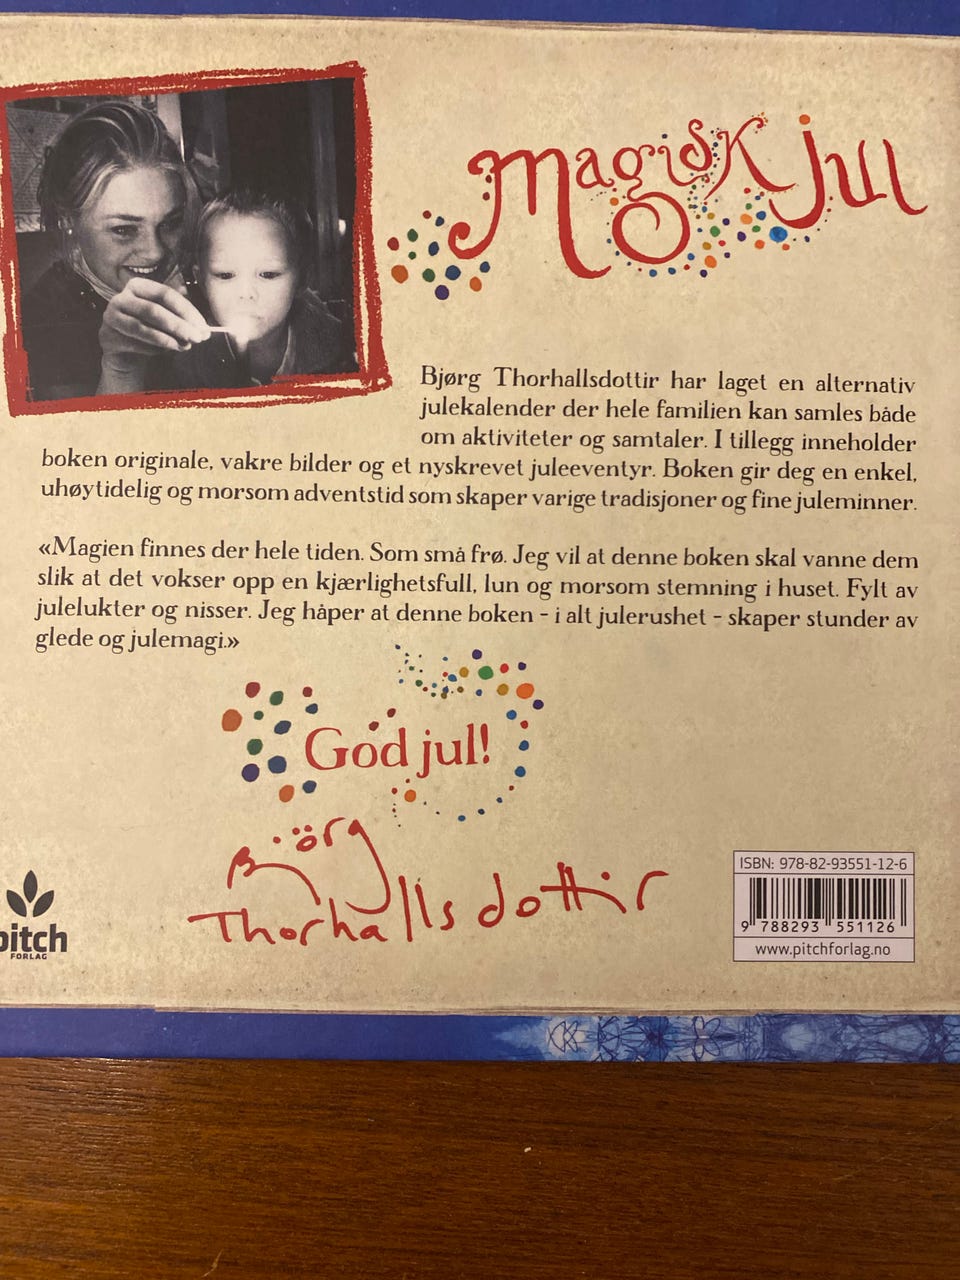 Magisk jul
Bjørg Thorhallsdottir har laget en alternativ
julekalender der hele familien kan samles både
om aktiviteter og samtaler. I tillegg inneholder
boken originale, vakre bilder og et nyskrevet juleeventyr. Boken gir deg en enkel,
uhøytidelig og morsom adventstid som skaper varige tradisjoner og fine juleminner.
«Magien finnes der hele tiden. Som små frø. Jeg vil at denne boken skal vanne dem
slik at det vokser opp en kjærlighetsfull, lun og morsom stemning i huset. Fylt av
julelukter og nisser. Jeg håper at denne boken – i alt julerushet – skaper stunder av
glede og julemagi.»
God jul!
Björg
Thorhallsdottir
pitch
FORLAG
ISBN: 978-82-93551-12-6
9 788293 551126
www.pitchforlag.no